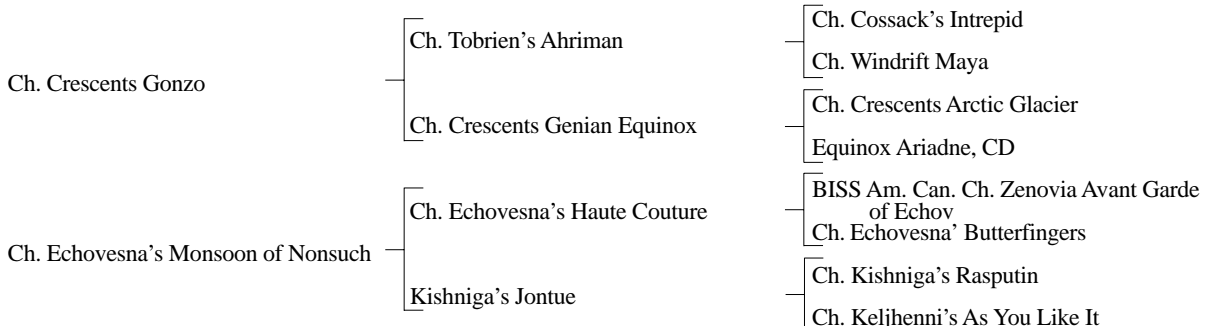 Ch. Cossack’s Intrepid
Ch. Tobrien’s Ahriman
Ch. Windrift Maya
Ch. Crescents Gonzo
Ch. Crescents Arctic Glacier
Ch. Crescents Genian Equinox
Equinox Ariadne, CD
BISS Am. Can. Ch. Zenovia Avant Garde
of Echov
Ch. Echovesna’s Haute Couture
Ch. Echovesna’ Butterfingers
Ch. Echovesna’s Monsoon of Nonsuch
Ch. Kishniga’s Rasputin
Kishniga’s Jontue
Ch. Keljhenni’s As You Like It